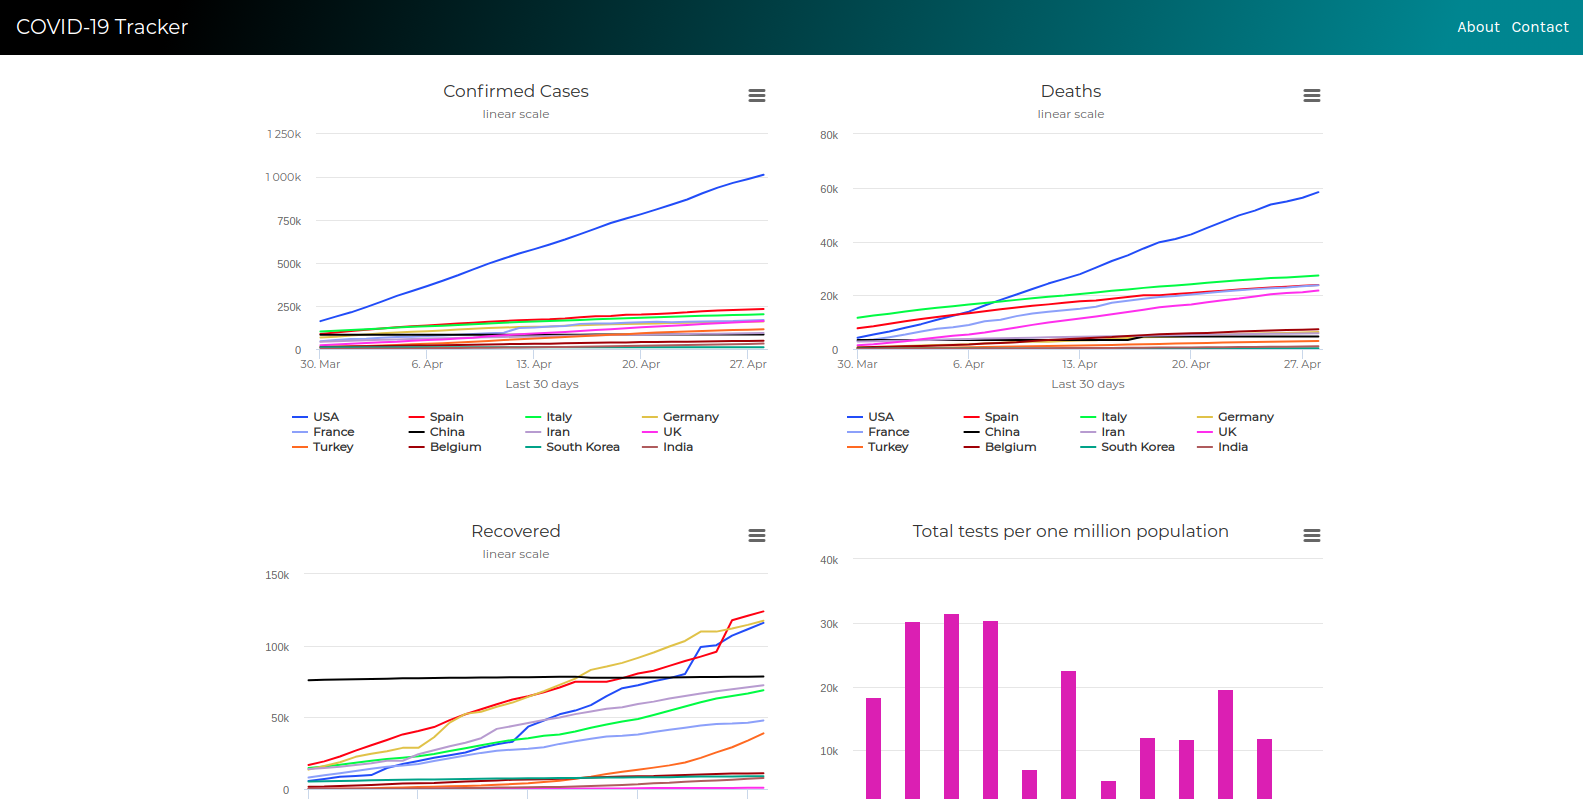 COVID-19 Tracker
About Contact
Confirmed Cases
linear scale
1 250k
1 000k
750k
500k
250k
0
30. Mar 6. Apr 13. Apr 20. Apr 27. Apr
Last 30 days
USA Spain Italy Germany
France China Iran UK
Turkey Belgium South Korea India
Deaths
linear scale
80k
60k
40k
20k
0
30. Mar 6. Apr 13. Apr 20. Apr 27. Apr
Last 30 days
USA Spain Italy Germany
France China Iran UK
Turkey Belgium South Korea India
Recovered
linear scale
150k
100k
50k
0
Total tests per one million population
40k
30k
20k
10k